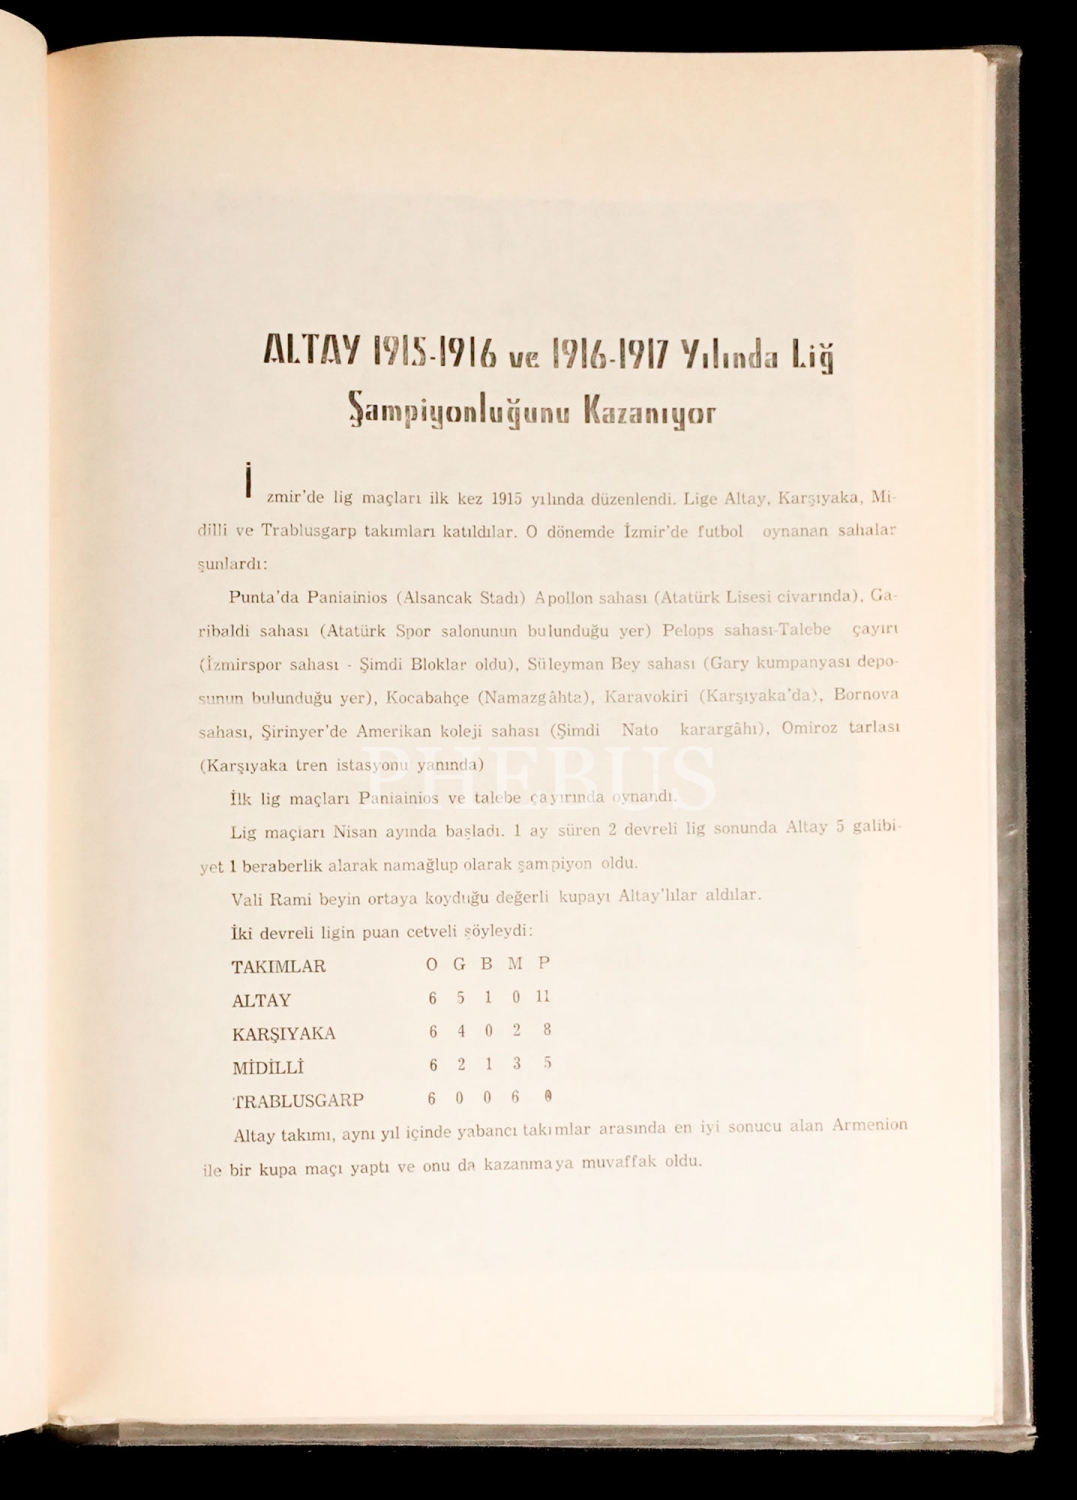 ALTAY 1915-1916 ve 1916-1917 Yılında Liğ
Şampiyonluğunu Kazanıyor
İzmir'de lig maçları ilk kez 1915 yılında düzenlendi. Lige Altay, Karşıyaka, Mi-
dilli ve Trablusgarp takımları katıldılar. O dönemde İzmir'de futbol oynanan sahalar
şunlardı:
Punta'da Paniainios (Alsancak Stadı) Apollon sahası (Atatürk Lisesi civarında), Ga-
ribaldi sahası (Atatürk Spor salonunun bulunduğu yer) Pelops sahası-Talebe çayırı
(İzmirspor sahası - Şimdi Bloklar oldu), Süleyman Bey sahası (Gary kumpanyası depo-
sunun bulunduğu yer), Kocabahçe (Namazgâhta), Karavokiri (Karşıyaka'da), Bornova
sahası, Şirinyer'de Amerikan koleji sahası (Şimdi Nato karargâhı), Omiroz tarlası
(Karşıyaka tren istasyonu yanında)
PHEBUS
İlk lig maçları Paniainios ve talebe çayırında oynandı.
Lig maçları Nisan ayında başladı. 1 ay süren 2 devreli lig sonunda Altay 5 galibi-
yet 1 beraberlik alarak namağlup olarak şampiyon oldu.
Vali Rami beyin ortaya koyduğu değerli kupayı Altay'lılar aldılar.
İki devreli ligin puan cetveli şöyleydi:
TAKIMLAR O G B M P
ALTAY 6 5 1 0 11
KARŞIYAKA 6 4 0 2 8
MİDİLLİ 6 2 1 3 5
TRABLUSGARP 6 0 0 6 0
Altay takımı, aynı yıl içinde yabancı takımlar arasında en iyi sonucu alan Armenion
ile bir kupa maçı yaptı ve onu da kazanmaya muvaffak oldu.